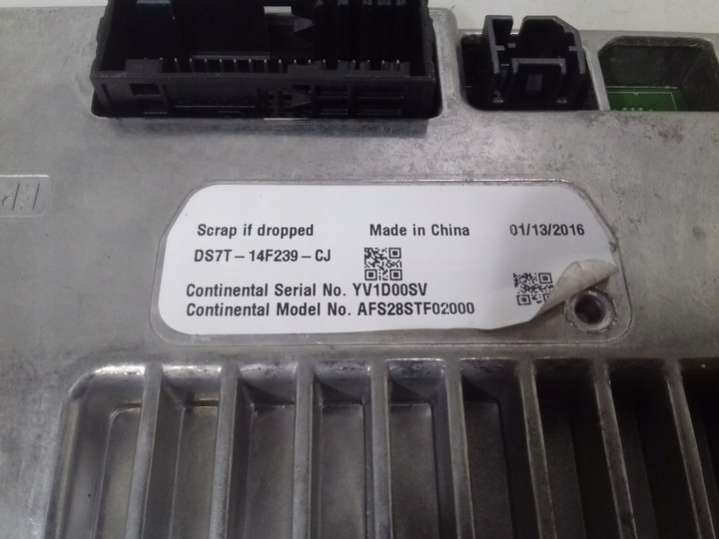 Scrap if dropped Made in China 01/13/2016
DS7T-14F239-CJ
Continental Serial No. YV1D00SV
Continental Model No. AFS28STF02000